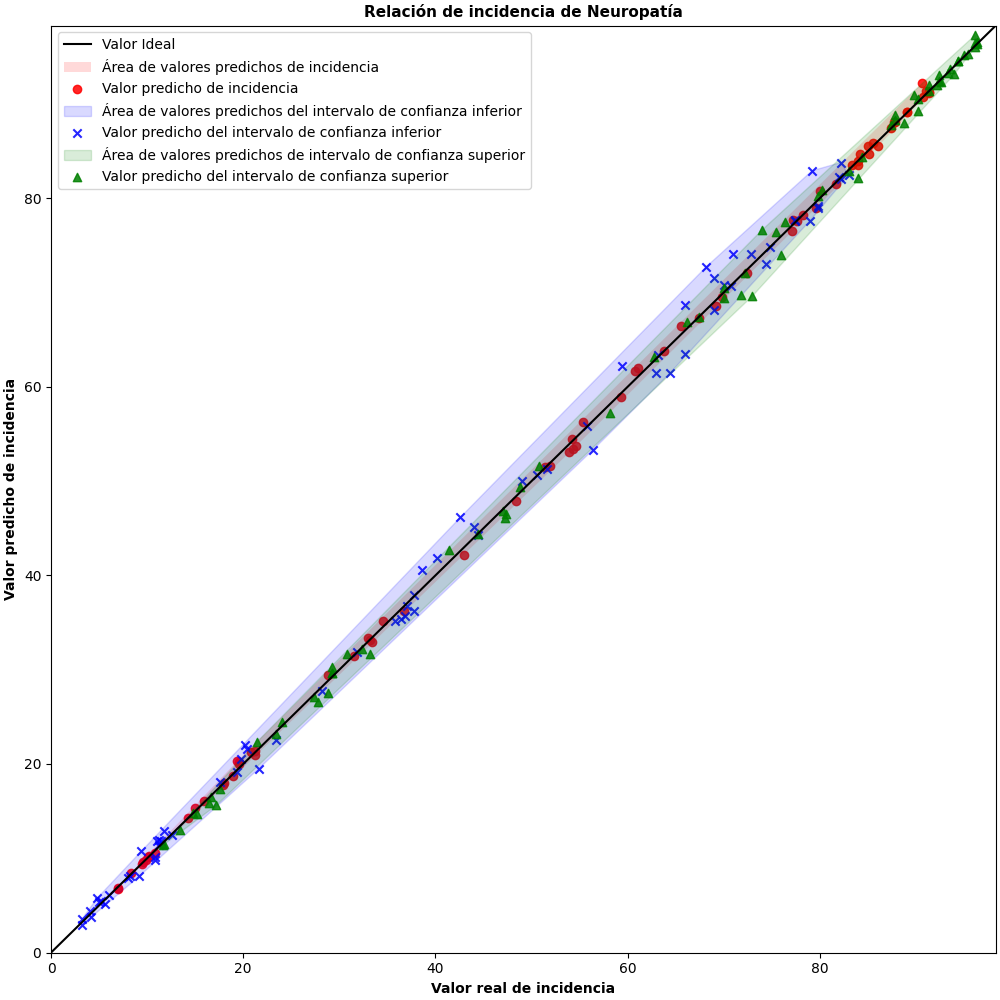 Relación de incidencia de Neuropatía
Valor Ideal
Área de valores predichos de incidencia
Valor predicho de incidencia
Área de valores predichos del intervalo de confianza inferior
Valor predicho del intervalo de confianza inferior
Área de valores predichos de intervalo de confianza superior
Valor predicho del intervalo de confianza superior
Valor predicho de incidencia
80
60
40
20
0
0 20 40 60 80
Valor real de incidencia